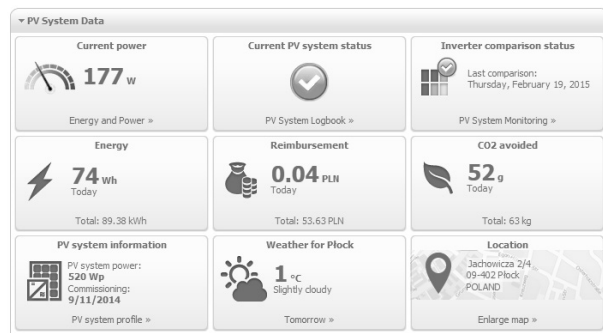 PV System Data
Current power
177 W
Energy and Power »
Current PV system status
PV System Logbook »
Inverter comparison status
Last comparison:
Thursday, February 19, 2015
PV System Monitoring »
Energy
74 Wh
Today
Total: 89.38 kWh
Reimbursement
0.04 PLN
Today
Total: 53.63 PLN
CO2 avoided
52 g
Today
Total: 63 kg
PV system information
PV system power:
520 Wp
Commissioning:
9/11/2014
PV system profile »
Weather for Płock
1 °C
Slightly cloudy
Tomorrow »
Location
Jachowicza 2/4
09-402 Płock
POLAND
Enlarge map »